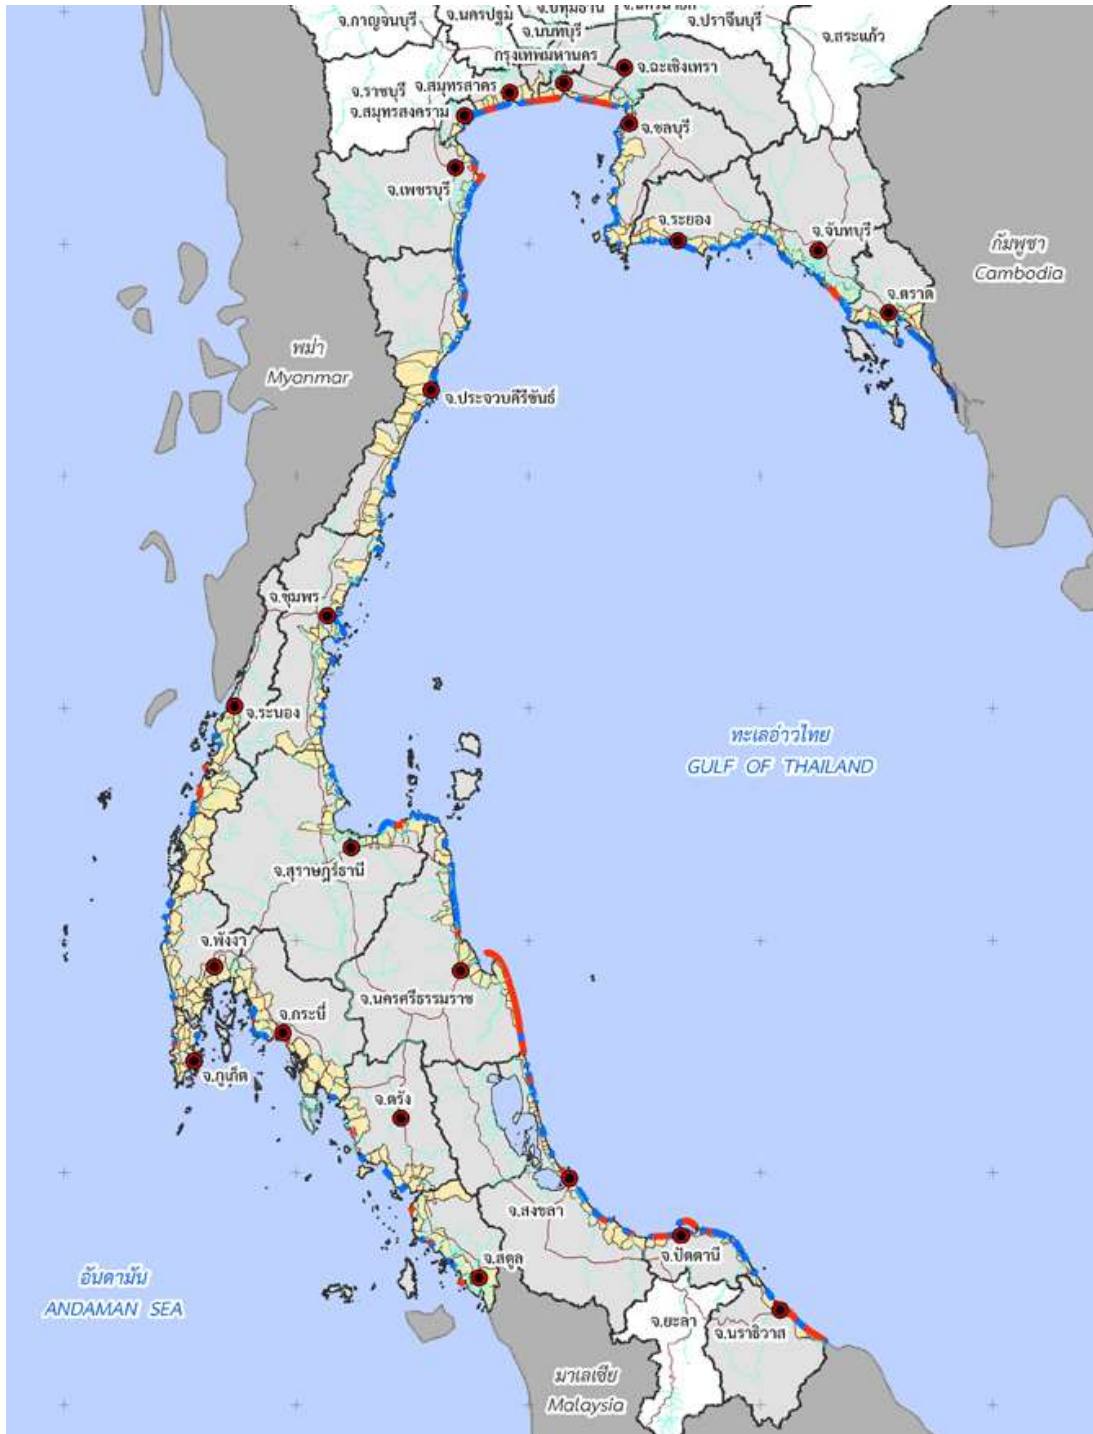 จ.กาญจนบุรี
จ.นครปฐม
จ.นนทบุรี
จ.ปราจีนบุรี
จ.สระแก้ว
กรุงเทพมหานคร
จ.ฉะเชิงเทรา
จ.ราชบุรี
จ.สมุทรสาคร
จ.สมุทรสงคราม
จ.ชลบุรี
จ.เพชรบุรี
จ.ระยอง
จ.จันทบุรี
กัมพูชา
Cambodia
จ.ตราด
พม่า
Myanmar
จ.ประจวบคีรีขันธ์
จ.ชุมพร
จ.ระนอง
ทะเลอ่าวไทย
GULF OF THAILAND
จ.สุราษฎร์ธานี
จ.พังงา
จ.นครศรีธรรมราช
จ.กระบี่
จ.ภูเก็ต
จ.ตรัง
จ.สงขลา
จ.ปัตตานี
จ.สตูล
อันดามัน
ANDAMAN SEA
จ.ยะลา
จ.นราธิวาส
มาเลเซีย
Malaysia